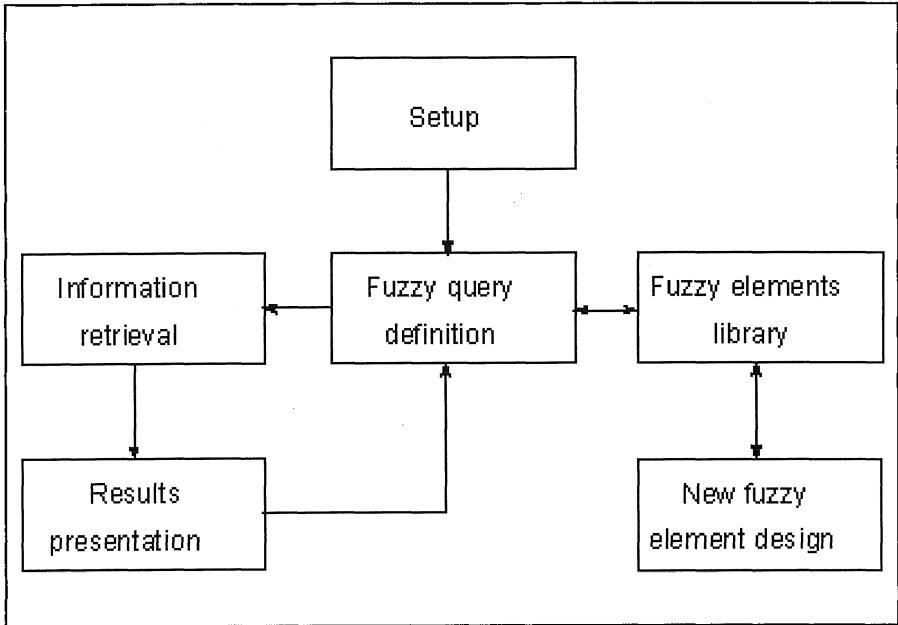 Setup
Information
retrieval
Fuzzy query
definition
Fuzzy elements
library
Results
presentation
New fuzzy
element design